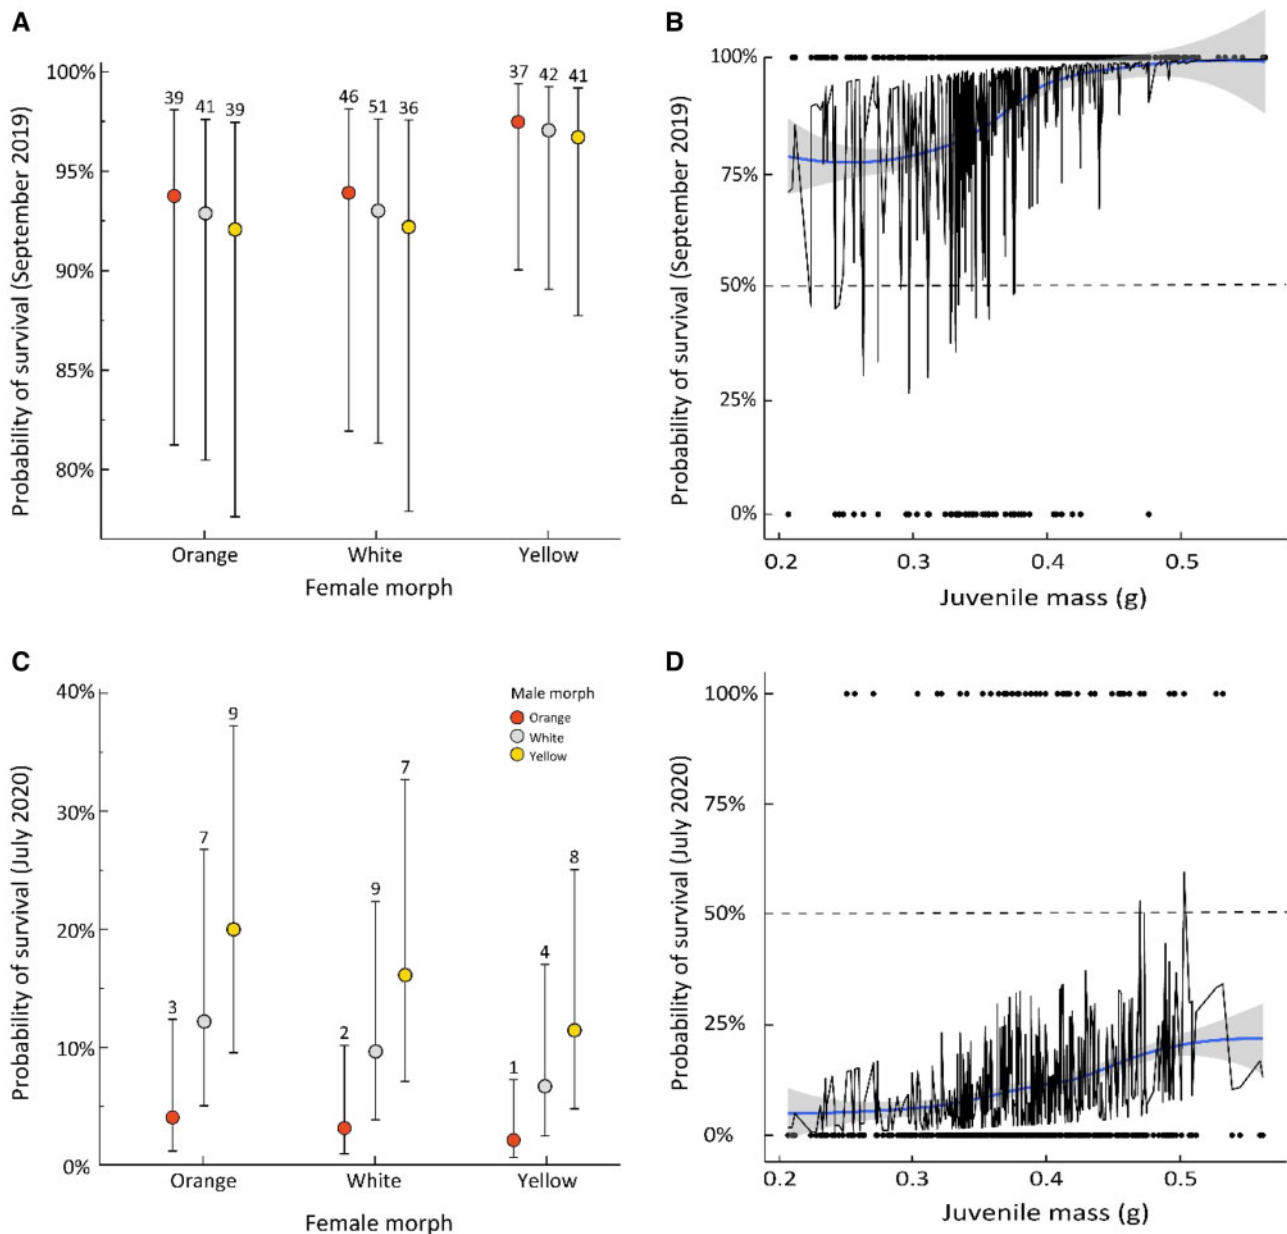 A
Probability of survival (September 2019)
100%
95%
90%
85%
80%
39 41 39
46 51 36
37 42 41
Orange White Yellow
Female morph
B
Probability of survival (September 2019)
100%
75%
50%
25%
0%
0.2 0.3 0.4 0.5
Juvenile mass (g)
C
Probability of survival (July 2020)
40%
30%
20%
10%
0%
3 7 9
2 9 7
1 4 8
Male morph
Orange
White
Yellow
Orange White Yellow
Female morph
D
Probability of survival (July 2020)
100%
75%
50%
25%
0%
0.2 0.3 0.4 0.5
Juvenile mass (g)